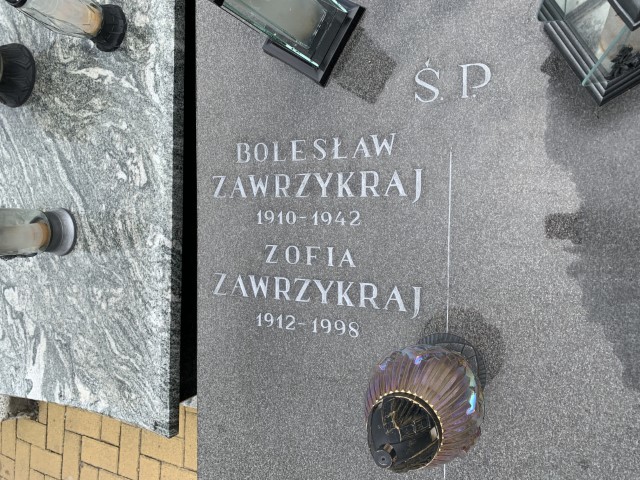 Ś.P.
BOLESŁAW
ZAWRZYKRAJ
1910-1942
ZOFIA
ZAWRZYKRAJ
1912-1998